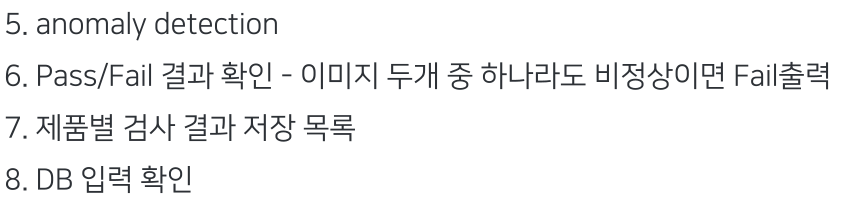 5. anomaly detection
6. Pass/Fail 결과 확인 - 이미지 두개 중 하나라도 비정상이면 Fail출력
7. 제품별 검사 결과 저장 목록
8. DB 입력 확인